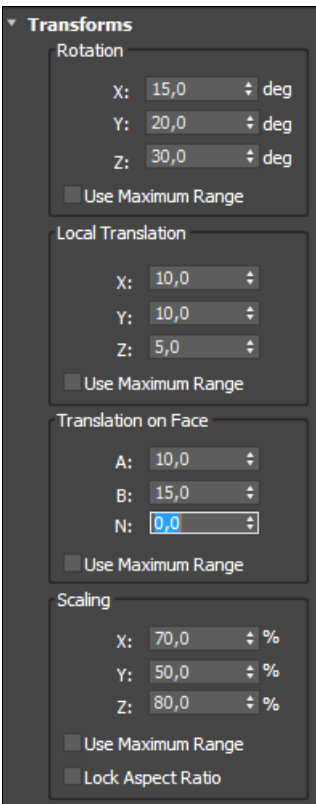 Transforms
Rotation
X: 15,0 deg
Y: 20,0 deg
Z: 30,0 deg
Use Maximum Range
Local Translation
X: 10,0
Y: 10,0
Z: 5,0
Use Maximum Range
Translation on Face
A: 10,0
B: 15,0
N: 0,0
Use Maximum Range
Scaling
X: 70,0 %
Y: 50,0 %
Z: 80,0 %
Use Maximum Range
Lock Aspect Ratio